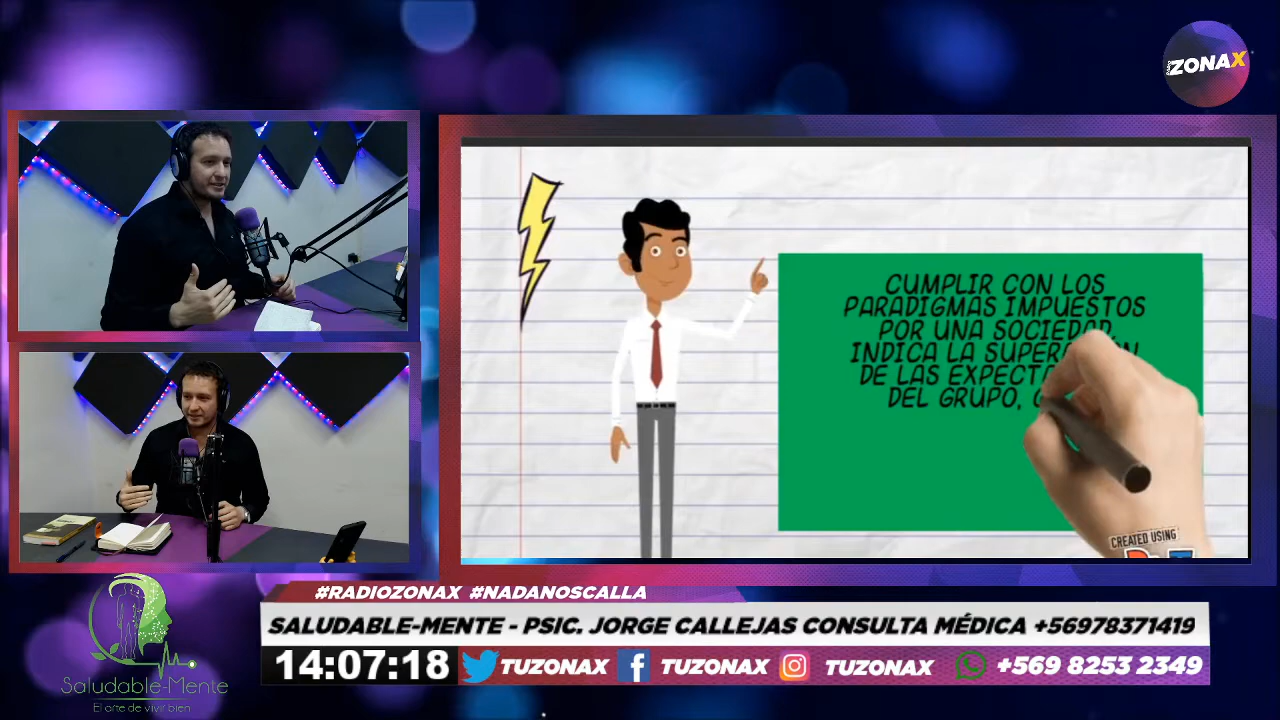 ZONAX
CUMPLIR CON LOS
PARADIGMAS IMPUESTOS
POR UNA SOCIEDAD
INDICA LA
DE LAS
DEL GRUPO,
CREATED USING
#RADIOZONAX #NADANOSCALLA
SALUDABLE-MENTE - PSIC. JORGE CALLEJAS CONSULTA MÉDICA +56978371419
14:07:18 TUZONAX TUZONAX TUZONAX +569 8253 2349
Saludable-Mente
El arte de vivir bien